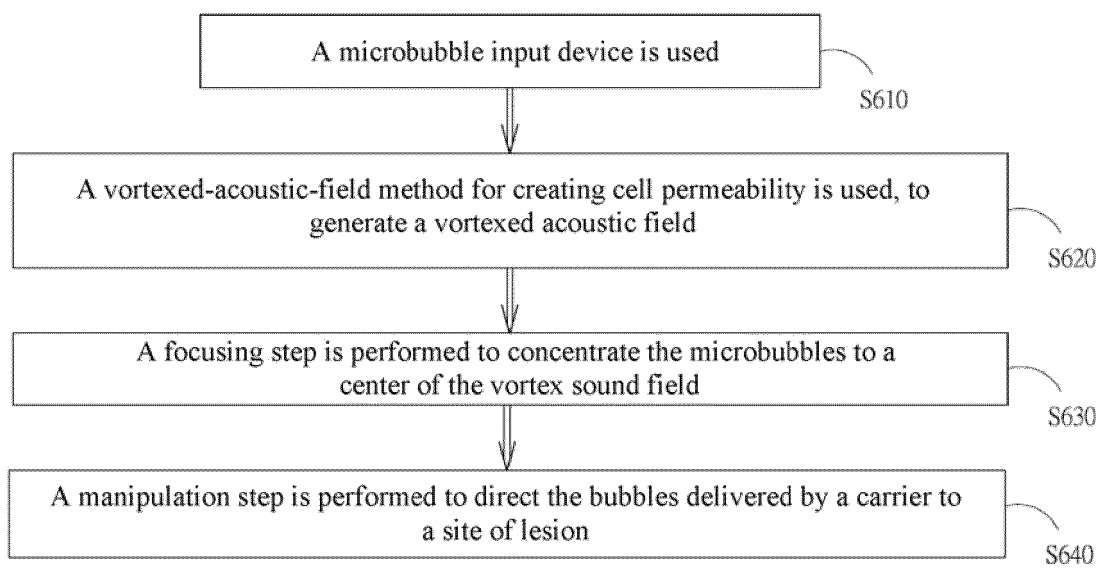 A microbubble input device is used
S610
A vortexed-acoustic-field method for creating cell permeability is used, to
generate a vortexed acoustic field
S620
A focusing step is performed to concentrate the microbubbles to a
center of the vortex sound field
S630
A manipulation step is performed to direct the bubbles delivered by a carrier to
a site of lesion
S640